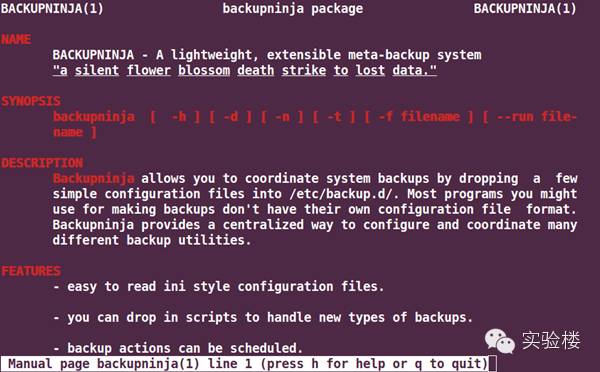 BACKUPNINJA(1) backupninja package BACKUPNINJA(1)
NAME
BACKUPNINJA - A lightweight, extensible meta-backup system
"a silent flower blossom death strike to lost data."
SYNOPSIS
backupninja [ -h ] [ -d ] [ -n ] [ -t ] [ -f filename ] [ --run file-
name ]
DESCRIPTION
Backupninja allows you to coordinate system backups by dropping a few
simple configuration files into /etc/backup.d/. Most programs you might
use for making backups don't have their own configuration file format.
Backupninja provides a centralized way to configure and coordinate many
different backup utilities.
FEATURES
- easy to read ini style configuration files.
- you can drop in scripts to handle new types of backups.
- backup actions can be scheduled.
实验楼
Manual page backupninja(1) line 1 (press h for help or q to quit)